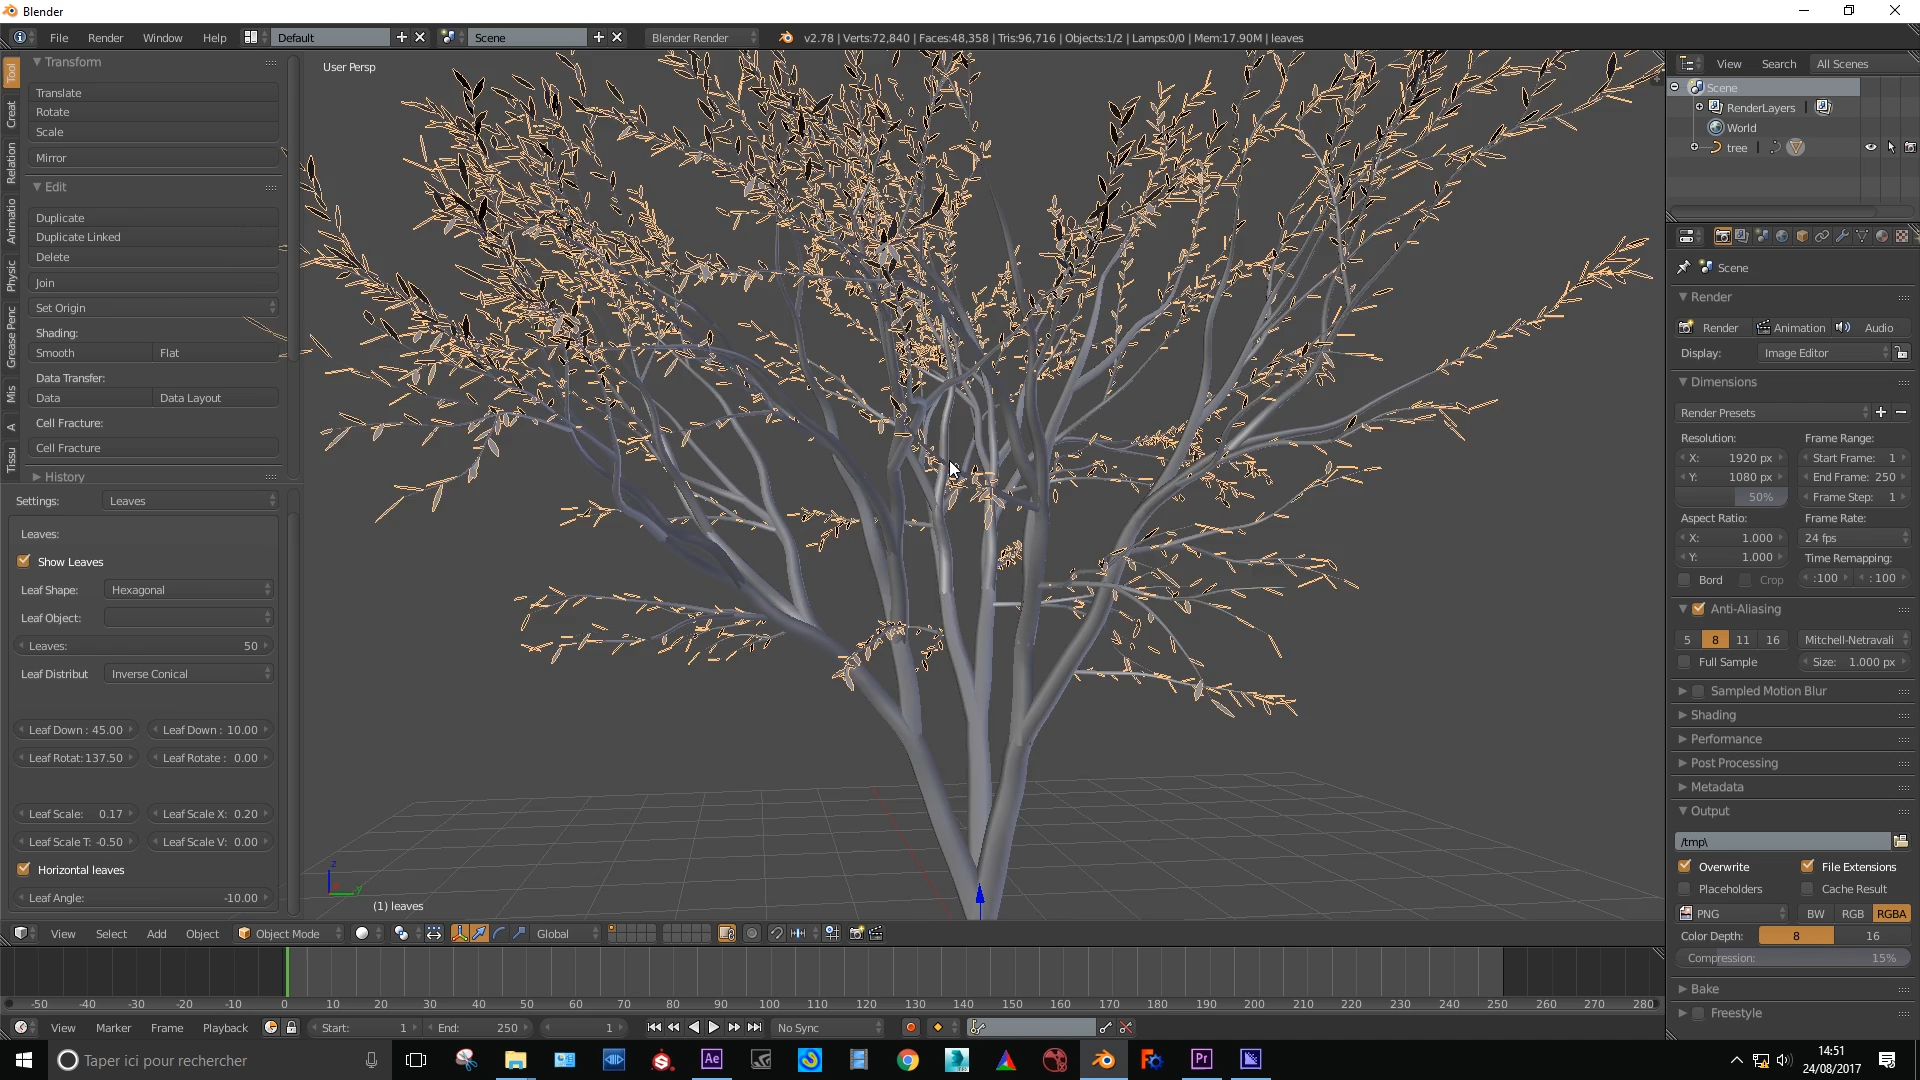 Blender
File Render Window Help Default Scene Blender Render v2.78 | Verts:72,840 | Faces:48,358 | Tris:96,716 | Objects:1/2 | Lamps:0/0 | Mem:17.90M | leaves
Tool
Creat
Relation
Animatio
Physic
Grease Penc
Mis
A
Tissu
Transform
Translate
Rotate
Scale
Mirror
Edit
Duplicate
Duplicate Linked
Delete
Join
Set Origin
Shading:
Smooth Flat
Data Transfer:
Data Data Layout
Cell Fracture:
Cell Fracture
History
Settings: Leaves
Leaves:
Show Leaves
Leaf Shape: Hexagonal
Leaf Object:
Leaves: 50
Leaf Distribut Inverse Conical
Leaf Down : 45.00 Leaf Down : 10.00
Leaf Rotat: 137.50 Leaf Rotate : 0.00
Leaf Scale: 0.17 Leaf Scale X: 0.20
Leaf Scale T: -0.50 Leaf Scale V: 0.00
Horizontal leaves
Leaf Angle: -10.00
User Persp
z
y
(1) leaves
View Select Add Object Object Mode Global
-50 -40 -30 -20 -10 0 10 20 30 40 50 60 70 80 90 100 110 120 130 140 150 160 170 180 190 200 210 220 230 240 250 260 270 280
View Marker Frame Playback Start: 1 End: 250 1 No Sync
View Search All Scenes
Scene
RenderLayers |
World
tree |
Scene
Render
Render Animation Audio
Display: Image Editor
Dimensions
Render Presets
Resolution: Frame Range:
X: 1920 px Start Frame: 1
Y: 1080 px End Frame: 250
50% Frame Step: 1
Aspect Ratio: Frame Rate:
X: 1.000 24 fps
Y: 1.000 Time Remapping:
Bord Crop :100 : 100
Anti-Aliasing
5 8 11 16 Mitchell-Netravali
Full Sample Size: 1.000 px
Sampled Motion Blur
Shading
Performance
Post Processing
Metadata
Output
/tmp\
Overwrite File Extensions
Placeholders Cache Result
PNG BW RGB RGBA
Color Depth: 8 16
Compression: 15%
Bake
Freestyle
Taper ici pour rechercher Ae Pr
14:51
24/08/2017